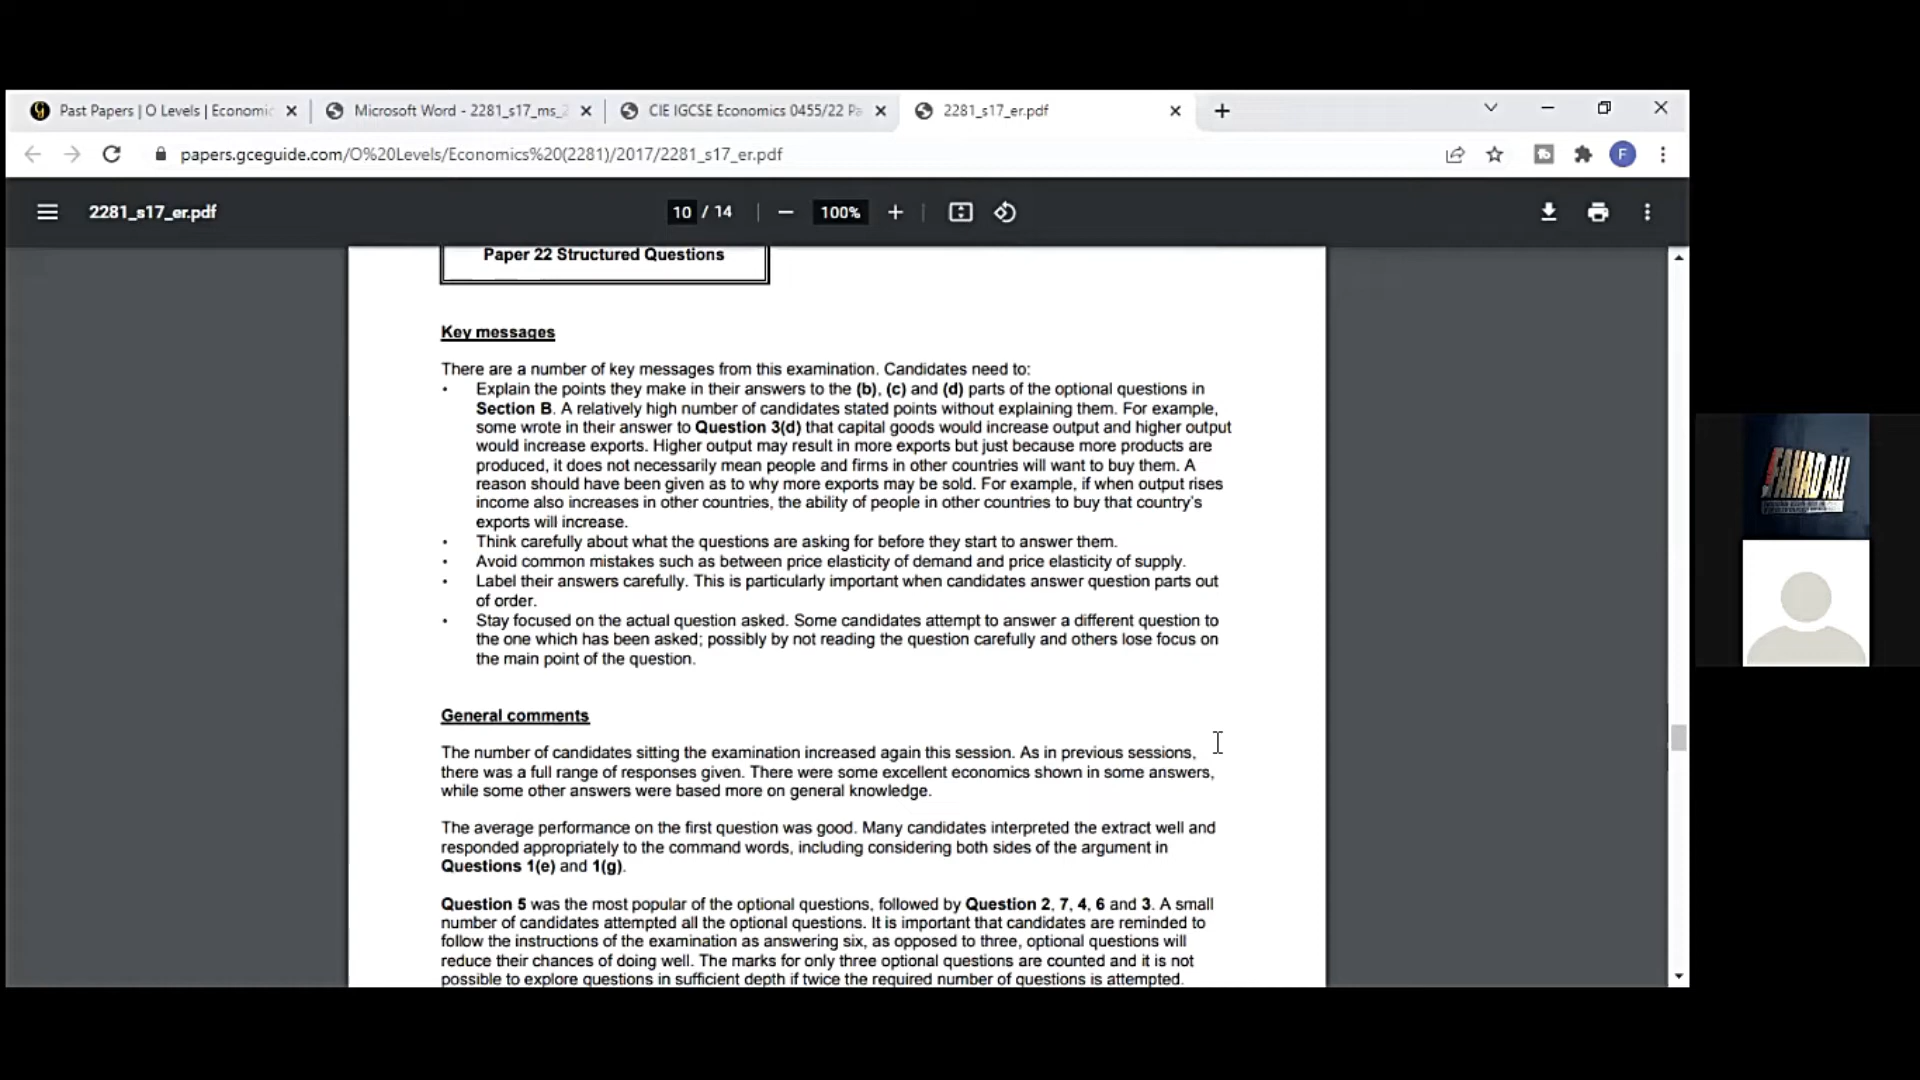 Past Papers | O Levels | Economic
Microsoft Word - 2281_s17_ms_2
CIE IGCSE Economics 0455/22 Pa
2281_s17_er.pdf
papers.gceguide.com/O%20Levels/Economics%20(2281)/2017/2281_s17_er.pdf
F
2281_s17_er.pdf
10 / 14
100%
Paper 22 Structured Questions
Key messages
There are a number of key messages from this examination. Candidates need to:
• Explain the points they make in their answers to the (b), (c) and (d) parts of the optional questions in
Section B. A relatively high number of candidates stated points without explaining them. For example,
some wrote in their answer to Question 3(d) that capital goods would increase output and higher output
would increase exports. Higher output may result in more exports but just because more products are
produced, it does not necessarily mean people and firms in other countries will want to buy them. A
reason should have been given as to why more exports may be sold. For example, if when output rises
income also increases in other countries, the ability of people in other countries to buy that country's
exports will increase.
• Think carefully about what the questions are asking for before they start to answer them.
• Avoid common mistakes such as between price elasticity of demand and price elasticity of supply.
• Label their answers carefully. This is particularly important when candidates answer question parts out
of order.
• Stay focused on the actual question asked. Some candidates attempt to answer a different question to
the one which has been asked; possibly by not reading the question carefully and others lose focus on
the main point of the question.
General comments
The number of candidates sitting the examination increased again this session. As in previous sessions,
there was a full range of responses given. There were some excellent economics shown in some answers,
while some other answers were based more on general knowledge.
The average performance on the first question was good. Many candidates interpreted the extract well and
responded appropriately to the command words, including considering both sides of the argument in
Questions 1(e) and 1(g).
Question 5 was the most popular of the optional questions, followed by Question 2, 7, 4, 6 and 3. A small
number of candidates attempted all the optional questions. It is important that candidates are reminded to
follow the instructions of the examination as answering six, as opposed to three, optional questions will
reduce their chances of doing well. The marks for only three optional questions are counted and it is not
possible to explore questions in sufficient depth if twice the required number of questions is attempted.
FAHAD ALI